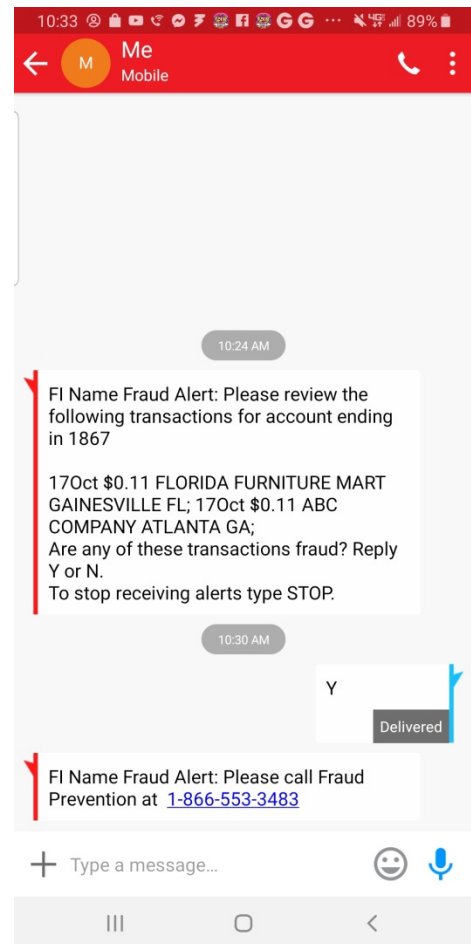 10:33 89%
Me
M
Mobile
10:24 AM
FI Name Fraud Alert: Please review the
following transactions for account ending
in 1867
17Oct $0.11 FLORIDA FURNITURE MART
GAINESVILLE FL; 17Oct $0.11 ABC
COMPANY ATLANTA GA;
Are any of these transactions fraud? Reply
Y or N.
To stop receiving alerts type STOP.
10:30 AM
Y
Delivered
FI Name Fraud Alert: Please call Fraud
Prevention at 1-866-553-3483
Type a message...